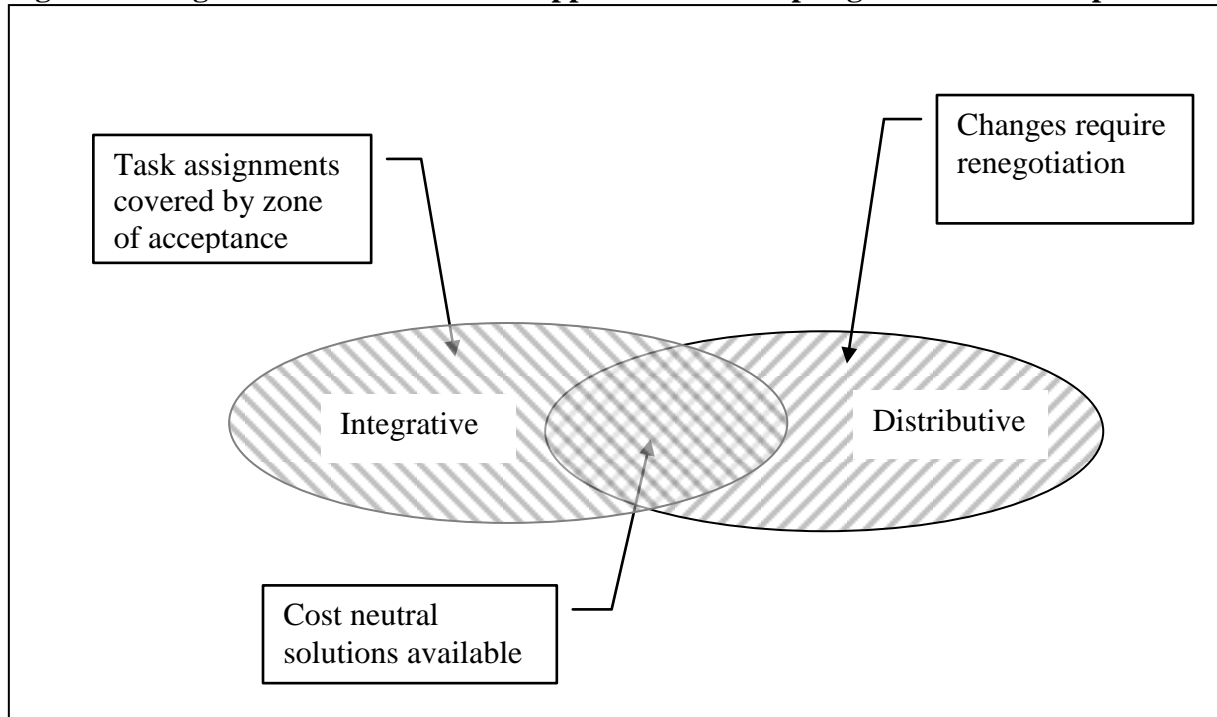 Changes require
renegotiation
Task assignments
covered by zone
of acceptance
Integrative
Distributive
Cost neutral
solutions available